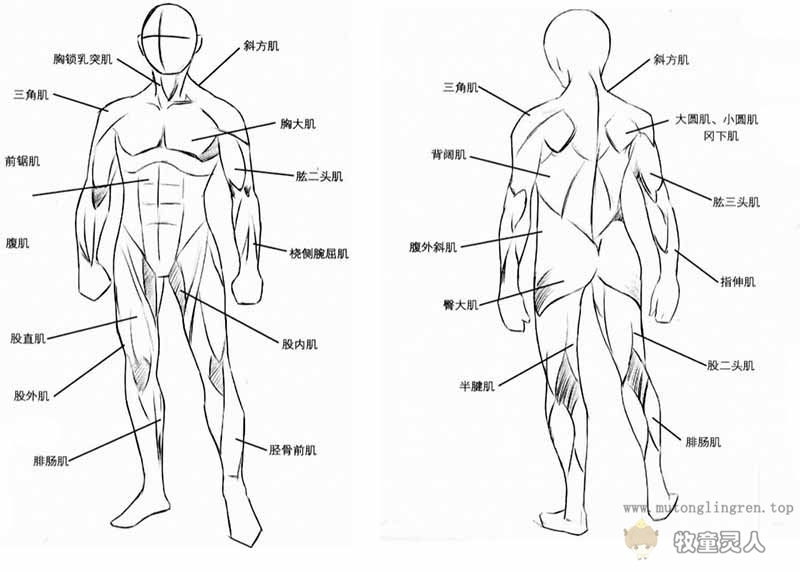 胸锁乳突肌
斜方肌
三角肌
胸大肌
前锯肌
肱二头肌
腹肌
桡侧腕屈肌
股直肌
股内肌
股外肌
腓肠肌
胫骨前肌
斜方肌
三角肌
大圆肌、小圆肌
冈下肌
背阔肌
肱三头肌
腹外斜肌
指伸肌
臀大肌
股二头肌
半腱肌
腓肠肌
www.mutonglingren.top
牧童灵人